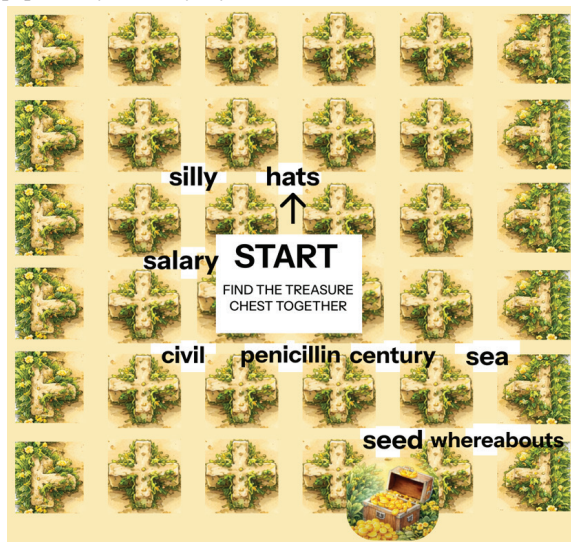 silly hats
salary START
FIND THE TREASURE
CHEST TOGETHER
civil penicillin century sea
seed whereabouts